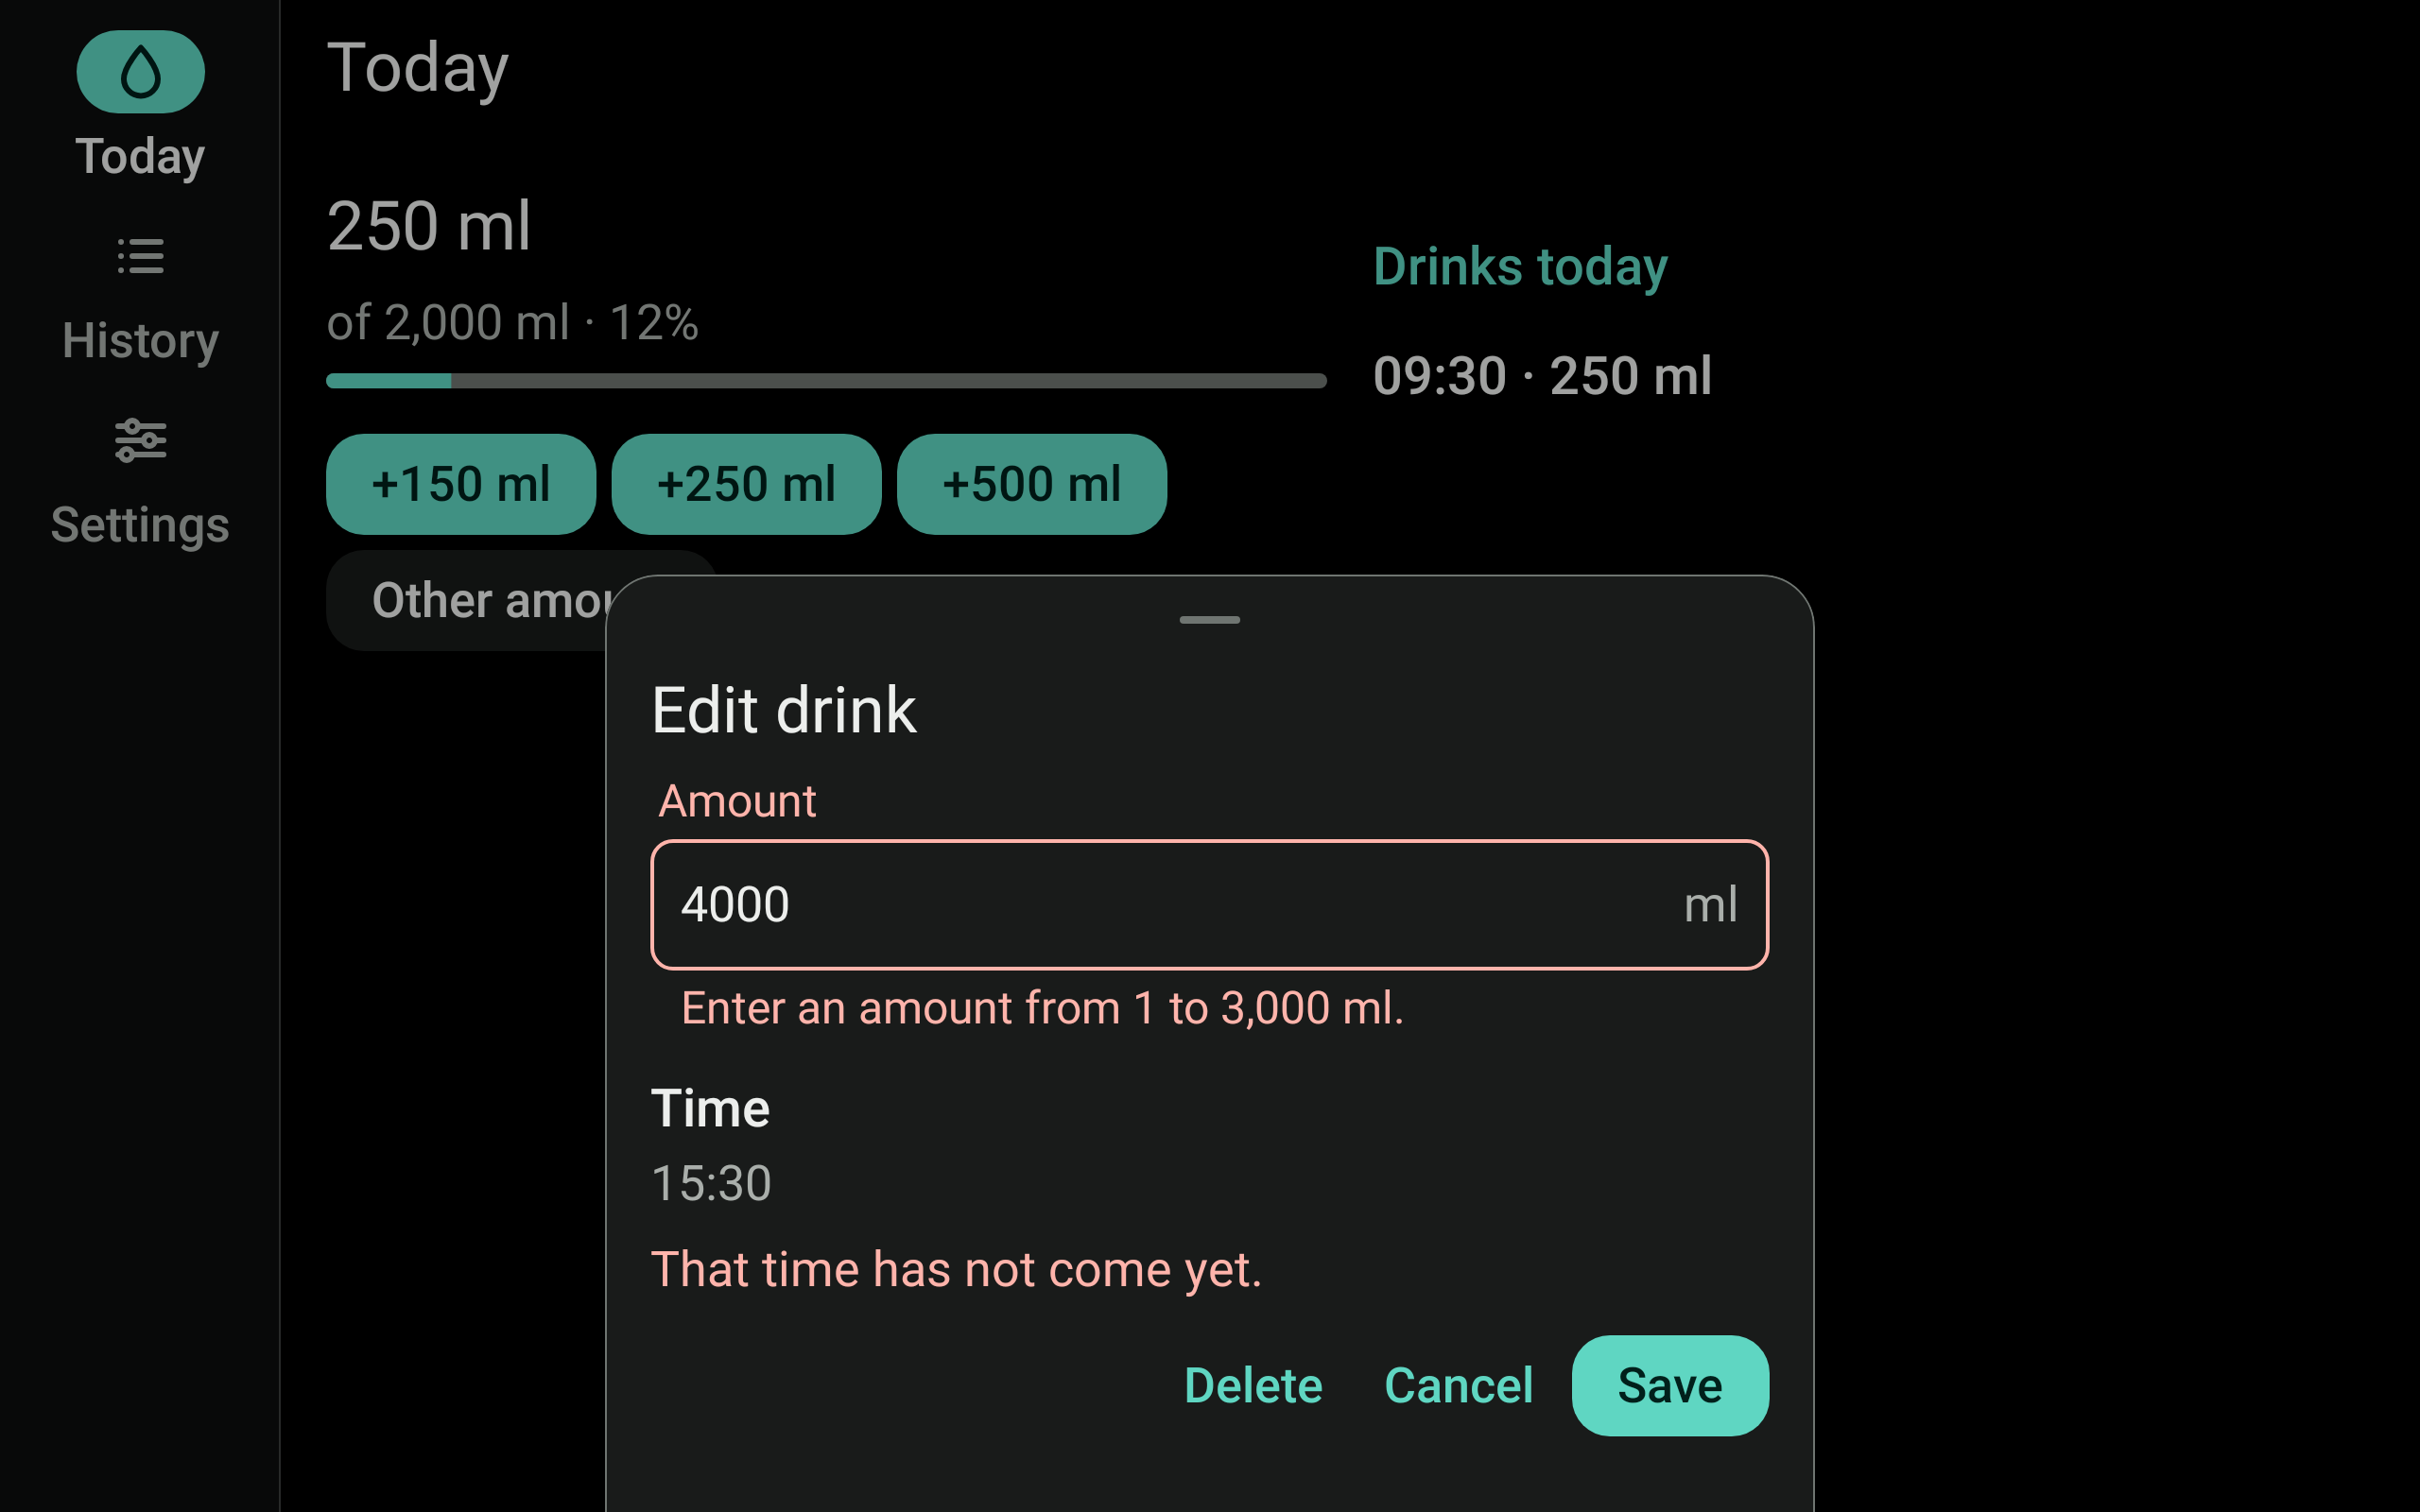 Today
History
Settings
Today
250 ml
of 2,000 ml · 12%
+150 ml
+250 ml
+500 ml
Other
Drinks today
09:30 · 250 ml
Edit drink
Amount
4000
ml
Enter an amount from 1 to 3,000 ml.
Time
15:30
That time has not come yet.
Delete
Cancel
Save